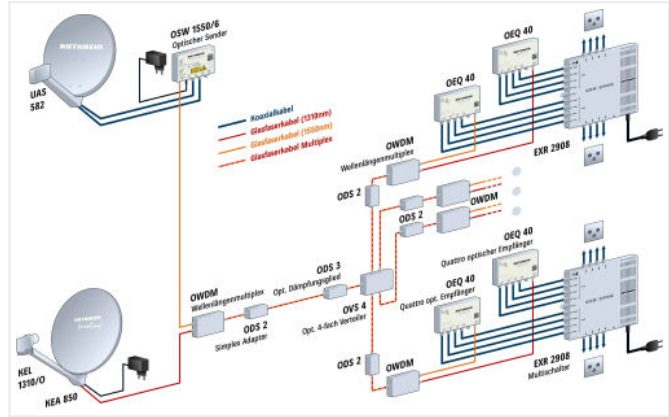 OSW 1550/6
Optischer Sender
UAS
582
KATHREIN
OEQ 40
OEQ 40
EXR 2908
Koaxialkabel
Glasfaserkabel (1310nm)
Glasfaserkabel (1550nm)
Glasfaserkabel Multiplex
OWDM
Wellenlängenmultiplex
ODS 2
ODS 2
OWDM
OEQ 40
Quattro optischer Empfänger
OEQ 40
Quattro opt. Empfänger
ODS 3
Opt. Dämpfungsglied
OWDM
Wellenlängenmultiplex
ODS 2
Simplex Adapter
OVS 4
Opt. 4-fach Verteiler
ODS 2
OWDM
EXR 2908
Multischalter
KEL
1310/O
KEA 850
KATHREIN